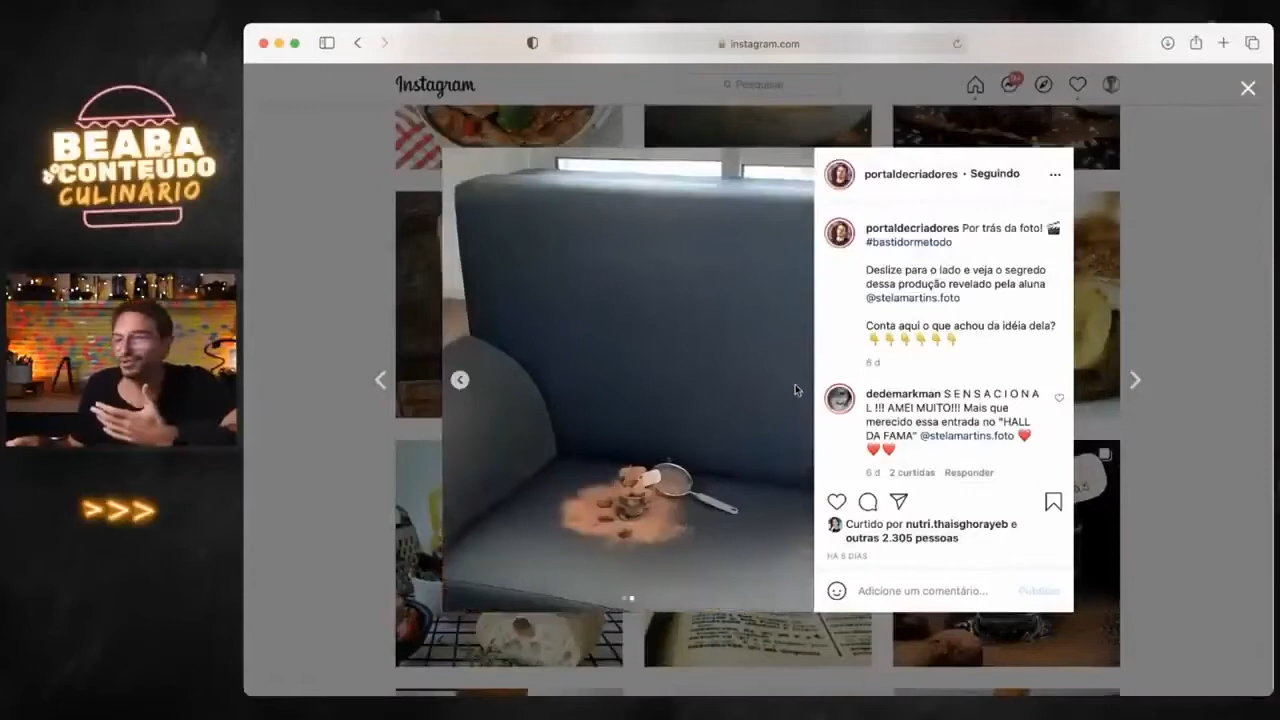 BEABA
do CONTEÚDO
CULINÁRIO
>>>
instagram.com
Instagram
Pesquisar
portaldecriadores • Seguindo
portaldecriadores Por trás da foto! 🎬
#bastidormetodo
Deslize para o lado e veja o segredo
dessa produção revelado pela aluna
@stelamartins.foto
Conta aqui o que achou da idéia dela?
👇👇👇👇👇👇
6 d
dedemarkman S E N S A C I O N A
L !!! AMEI MUITO!!! Mais que
merecido essa entrada no "HALL
DA FAMA" @stelamartins.foto ❤️
❤️❤️
6 d 2 curtidas Responder
Curtido por nutri.thaisghorayeb e
outras 2.305 pessoas
HÁ 6 DIAS
Adicione um comentário... Publicar